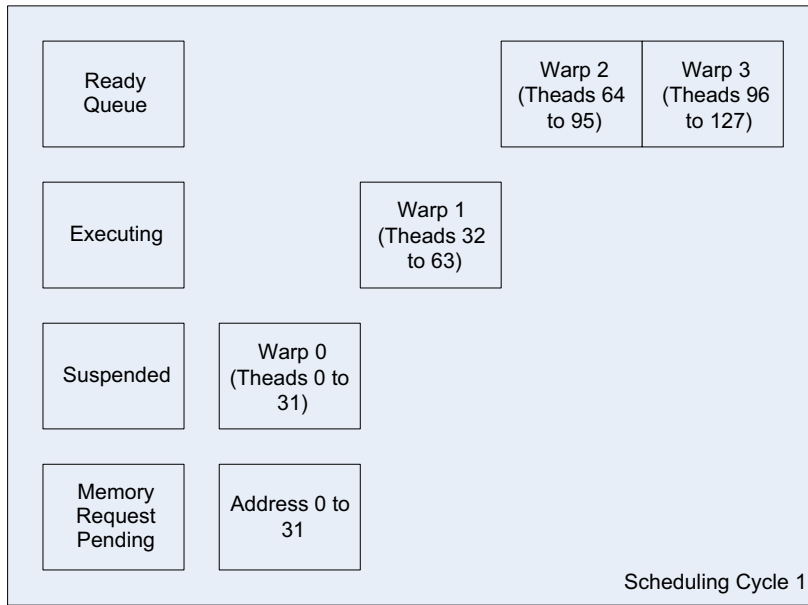 Ready
Queue
Warp 2
(Theads 64
to 95)
Warp 3
(Theads 96
to 127)
Executing
Warp 1
(Theads 32
to 63)
Suspended
Warp 0
(Theads 0 to
31)
Memory
Request
Pending
Address 0 to
31
Scheduling Cycle 1